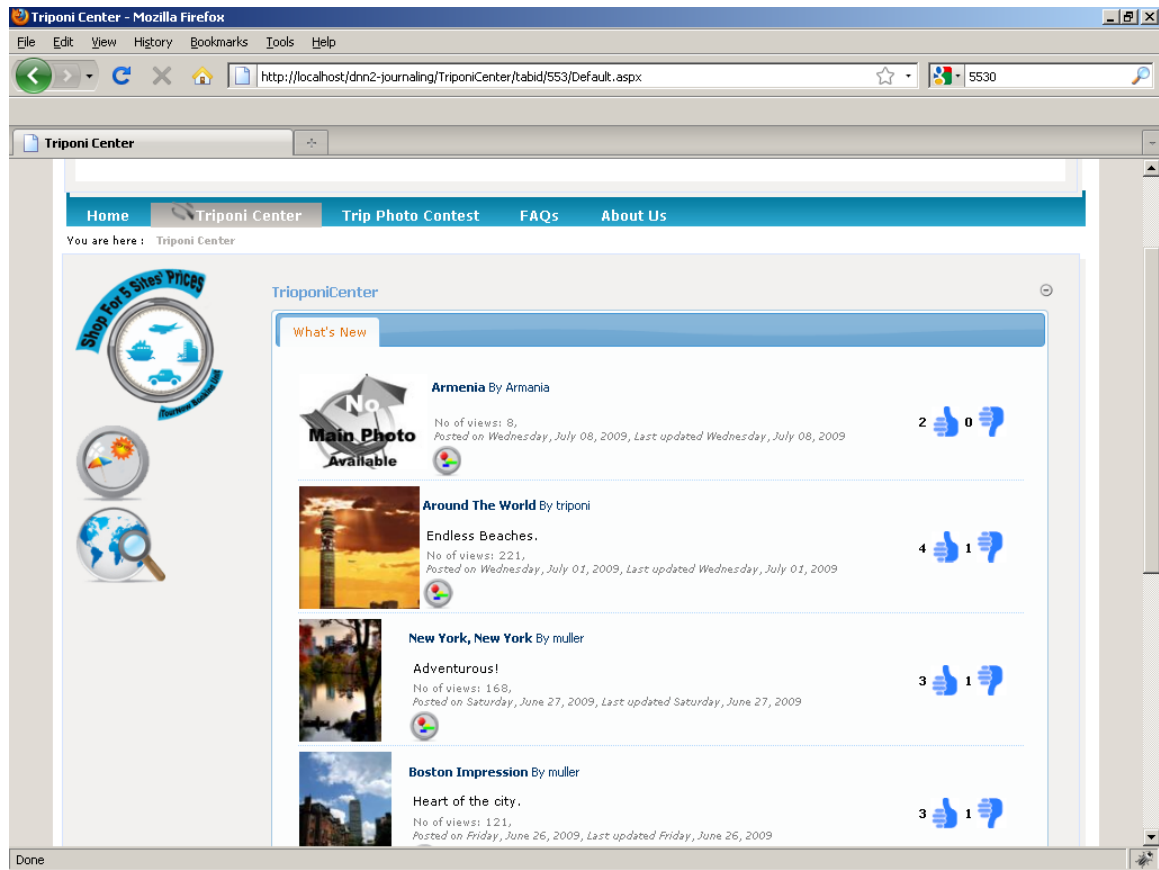 Triponi Center - Mozilla Firefox
File Edit View History Bookmarks Tools Help
http://localhost/dnn2-journaling/TriponiCenter/tabid/553/Default.aspx
5530
Triponi Center
Home Triponi Center Trip Photo Contest FAQs About Us
You are here : Triponi Center
Shop For 5 Sites' Prices
TrioponiCenter
What's New
No
Main Photo
Available
Armenia By Armania
No of views: 8,
Posted on Wednesday, July 08, 2009, Last updated Wednesday, July 08, 2009
2 0
Around The World By triponi
Endless Beaches.
No of views: 221,
Posted on Wednesday, July 01, 2009, Last updated Wednesday, July 01, 2009
4 1
New York, New York By muller
Adventurous!
No of views: 168,
Posted on Saturday, June 27, 2009, Last updated Saturday, June 27, 2009
3 1
Boston Impression By muller
Heart of the city.
No of views: 121,
Posted on Friday, June 26, 2009, Last updated Friday, June 26, 2009
3 1
Done